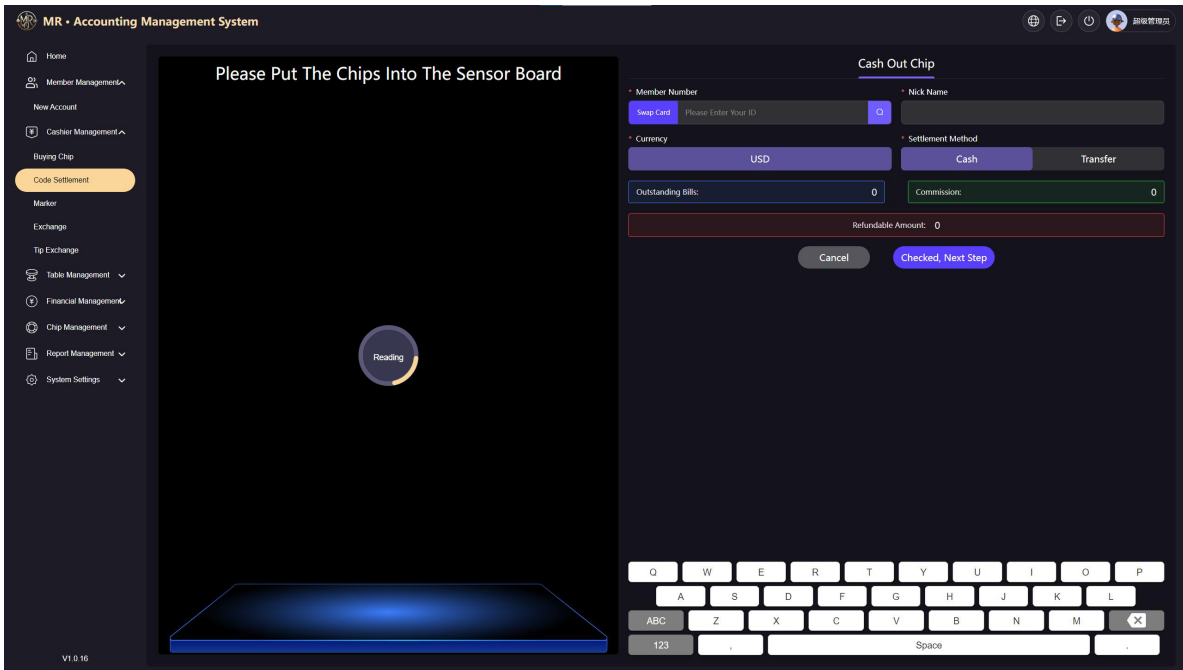 MR • Accounting Management System
超级管理员
Home
Member Management
New Account
Cashier Management
Buying Chip
Code Settlement
Marker
Exchange
Tip Exchange
Table Management
Financial Management
Chip Management
Report Management
System Settings
V1.0.16
Please Put The Chips Into The Sensor Board
Reading
Cash Out Chip
* Member Number
Swap Card Please Enter Your ID
* Nick Name
* Currency
USD
* Settlement Method
Cash Transfer
Outstanding Bills: 0
Commission: 0
Refundable Amount: 0
Cancel Checked, Next Step
Q W E R T Y U I O P
A S D F G H J K L
ABC Z X C V B N M
123 , Space .